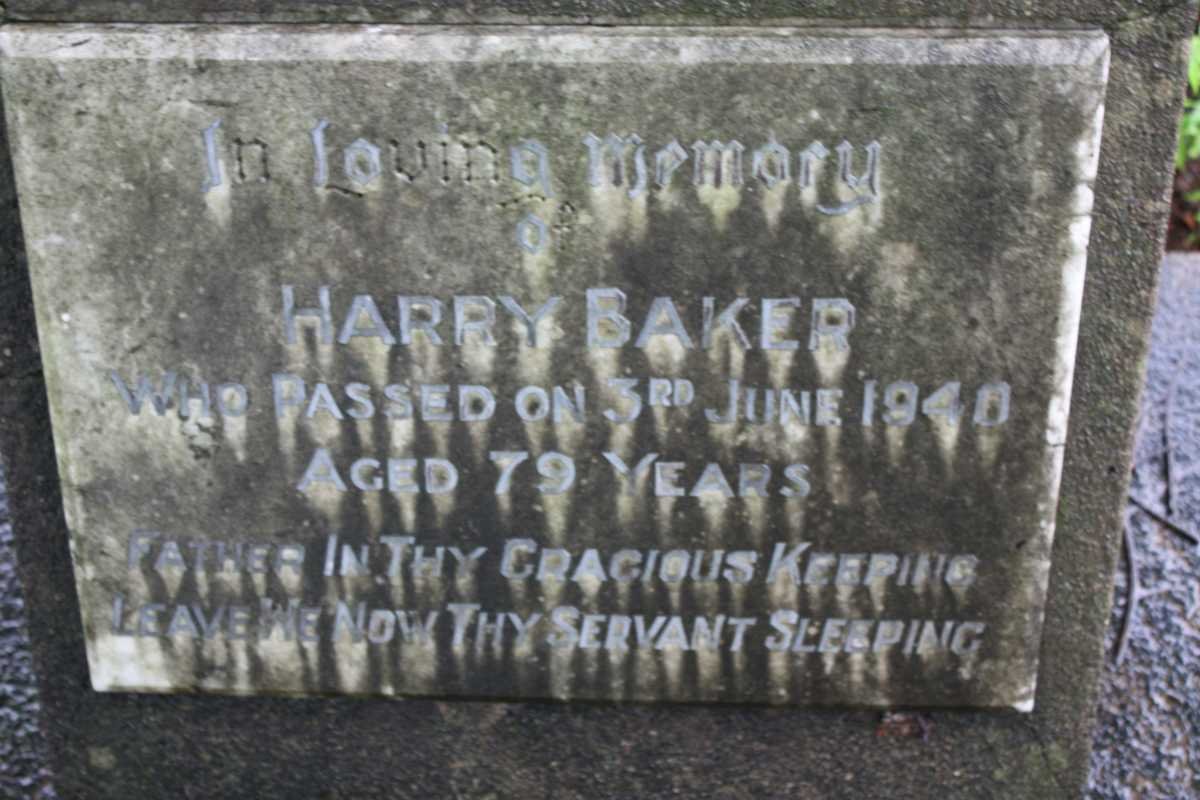 In Loving Memory
of
HARRY BAKER
WHO PASSED ON 3RD JUNE 1940
AGED 79 YEARS
FATHER IN THY GRACIOUS KEEPING
LEAVE WE NOW THY SERVANT SLEEPING